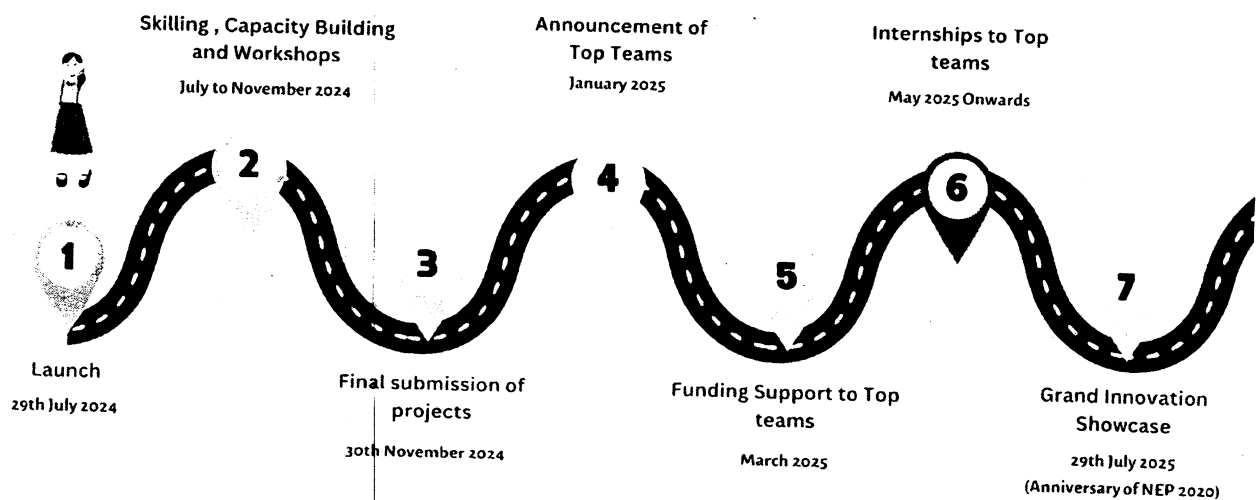 Skilling , Capacity Building
and Workshops
July to November 2024
Announcement of
Top Teams
January 2025
Internships to Top
teams
May 2025 Onwards
1
2
3
4
5
6
7
Launch
29th July 2024
Final submission of
projects
30th November 2024
Funding Support to Top
teams
March 2025
Grand Innovation
Showcase
29th July 2025
(Anniversary of NEP 2020)